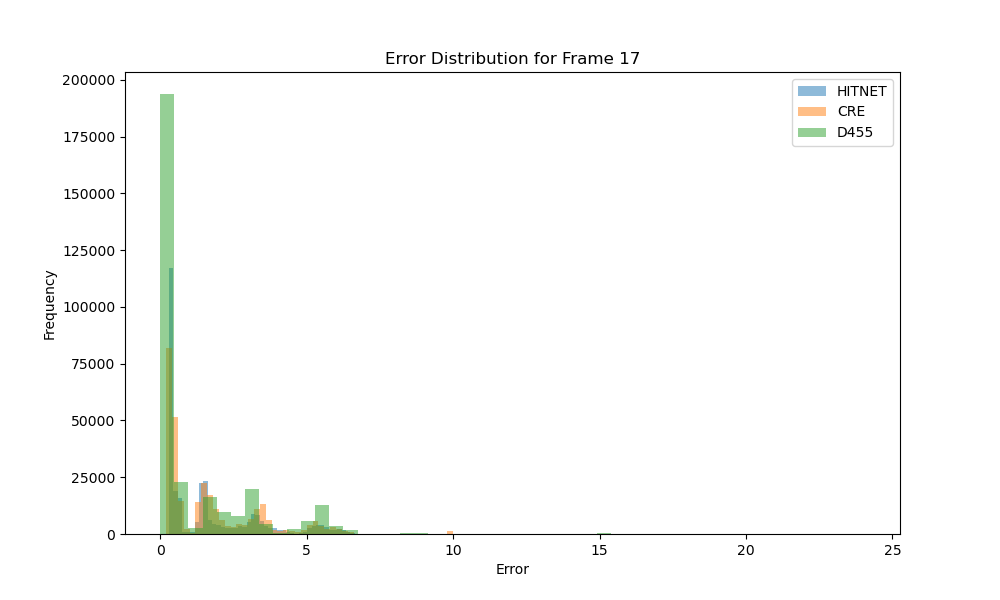 Error Distribution for Frame 17
HITNET
CRE
D455
200000
175000
150000
125000
100000
75000
50000
25000
0
Frequency
0 5 10 15 20 25
Error